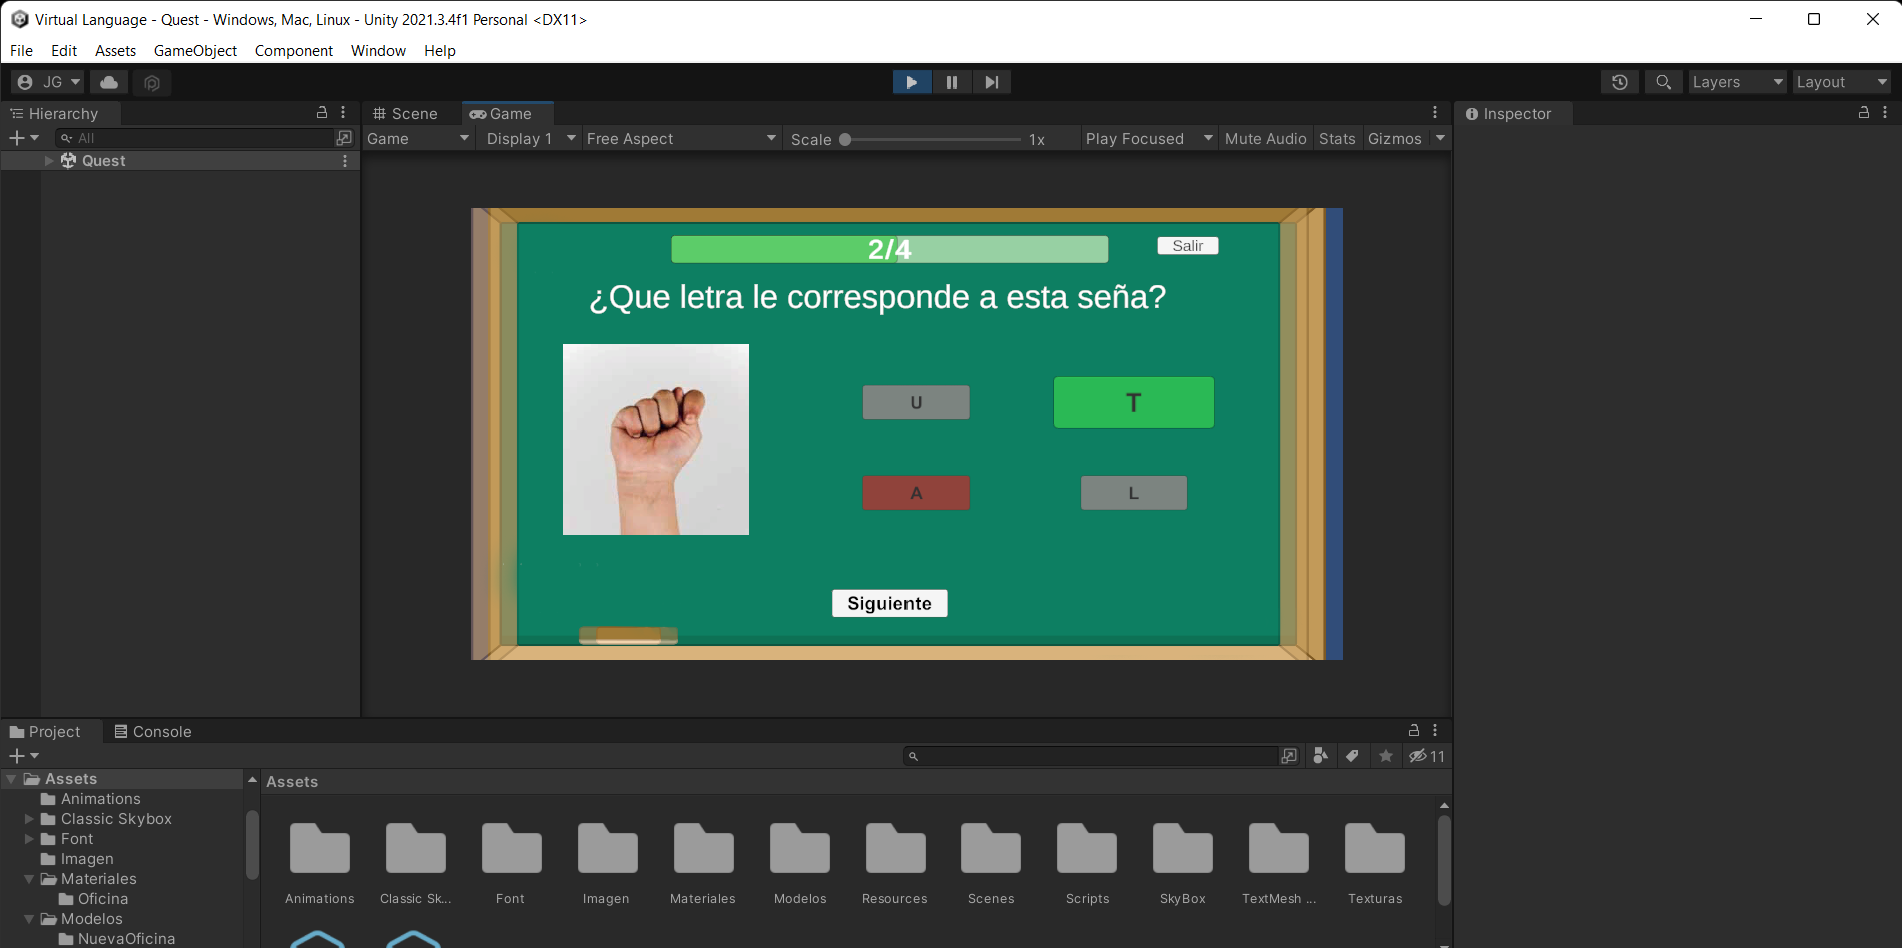 Virtual Language - Quest - Windows, Mac, Linux - Unity 2021.3.4f1 Personal <DX11>
File Edit Assets GameObject Component Window Help
JG Layers Layout
Hierarchy Scene Game Inspector
All Game Display 1 Free Aspect Scale 1x Play Focused Mute Audio Stats Gizmos
Quest
2/4
Salir
¿Que letra le corresponde a esta seña?
U T
A L
Siguiente
Project Console
11
Assets
Animations
Classic Skybox
Font
Imagen
Materiales
Oficina
Modelos
NuevaOficina
Assets
Animations Classic Sk... Font Imagen Materiales Modelos Resources Scenes Scripts SkyBox TextMesh ... Texturas